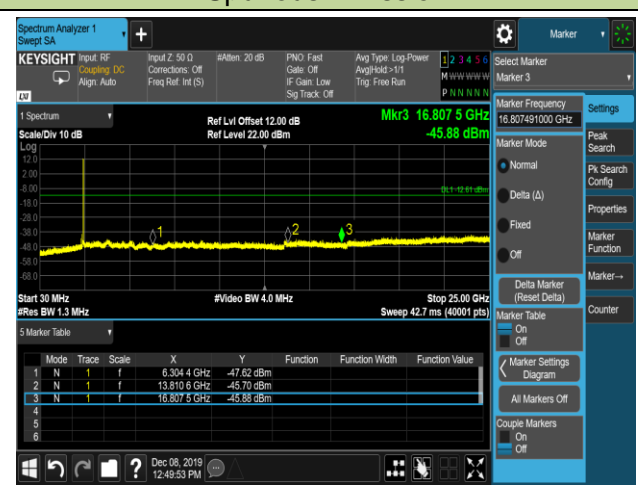 Spectrum Analyzer 1
Swept SA
Marker
KEYSIGHT
Input: RF
Coupling: DC
Align: Auto
Input Z: 50 Ω
Corrections: Off
Freq Ref: Int (S)
#Atten: 20 dB
PNO: Fast
Gate: Off
IF Gain: Low
Sig Track: Off
Avg Type: Log-Power
Avg|Hold:>1/1
Trig: Free Run
1 2 3 4 5 6
M W W W W W
P N N N N N
LXI
Select Marker
Marker 3
1 Spectrum
Scale/Div 10 dB
Ref Lvl Offset 12.00 dB
Ref Level 22.00 dBm
Mkr3 16.807 5 GHz
-45.88 dBm
Log
12.0
2.00
-8.00
-18.0
-28.0
-38.0
-48.0
-58.0
-68.0
DL1 -12.61 dBm
1
2
3
Start 30 MHz
#Res BW 1.3 MHz
#Video BW 4.0 MHz
Stop 25.00 GHz
Sweep 42.7 ms (40001 pts)
5 Marker Table
Mode Trace Scale X Y Function Function Width Function Value
1 N 1 f 6.304 4 GHz -47.62 dBm
2 N 1 f 13.810 6 GHz -45.70 dBm
3 N 1 f 16.807 5 GHz -45.88 dBm
4
5
6
Marker Frequency
16.807491000 GHz
Marker Mode
Normal
Delta (Δ)
Fixed
Off
Delta Marker
(Reset Delta)
Marker Table
On
Off
Marker Settings
Diagram
All Markers Off
Couple Markers
On
Off
Settings
Peak
Search
Pk Search
Config
Properties
Marker
Function
Marker→
Counter
Dec 08, 2019
12:49:53 PM